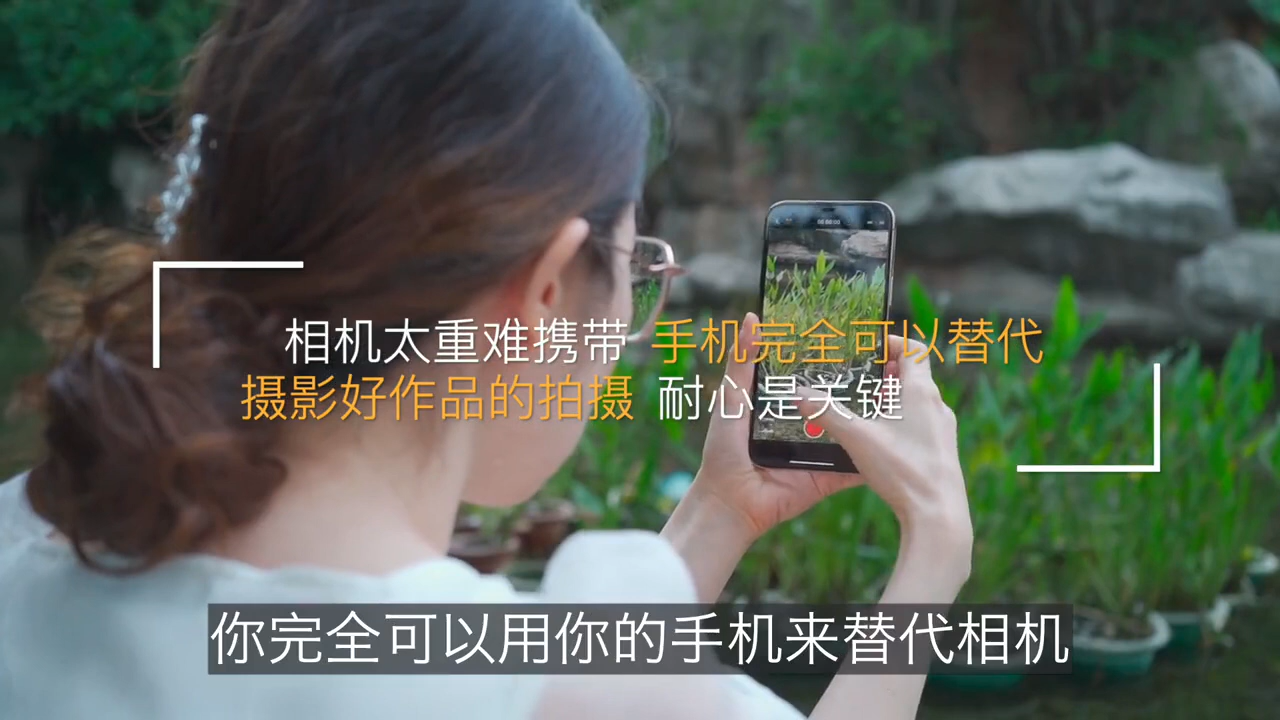 相机太重难携带 手机完全可以替代
摄影好作品的拍摄 耐心是关键
你完全可以用你的手机来替代相机